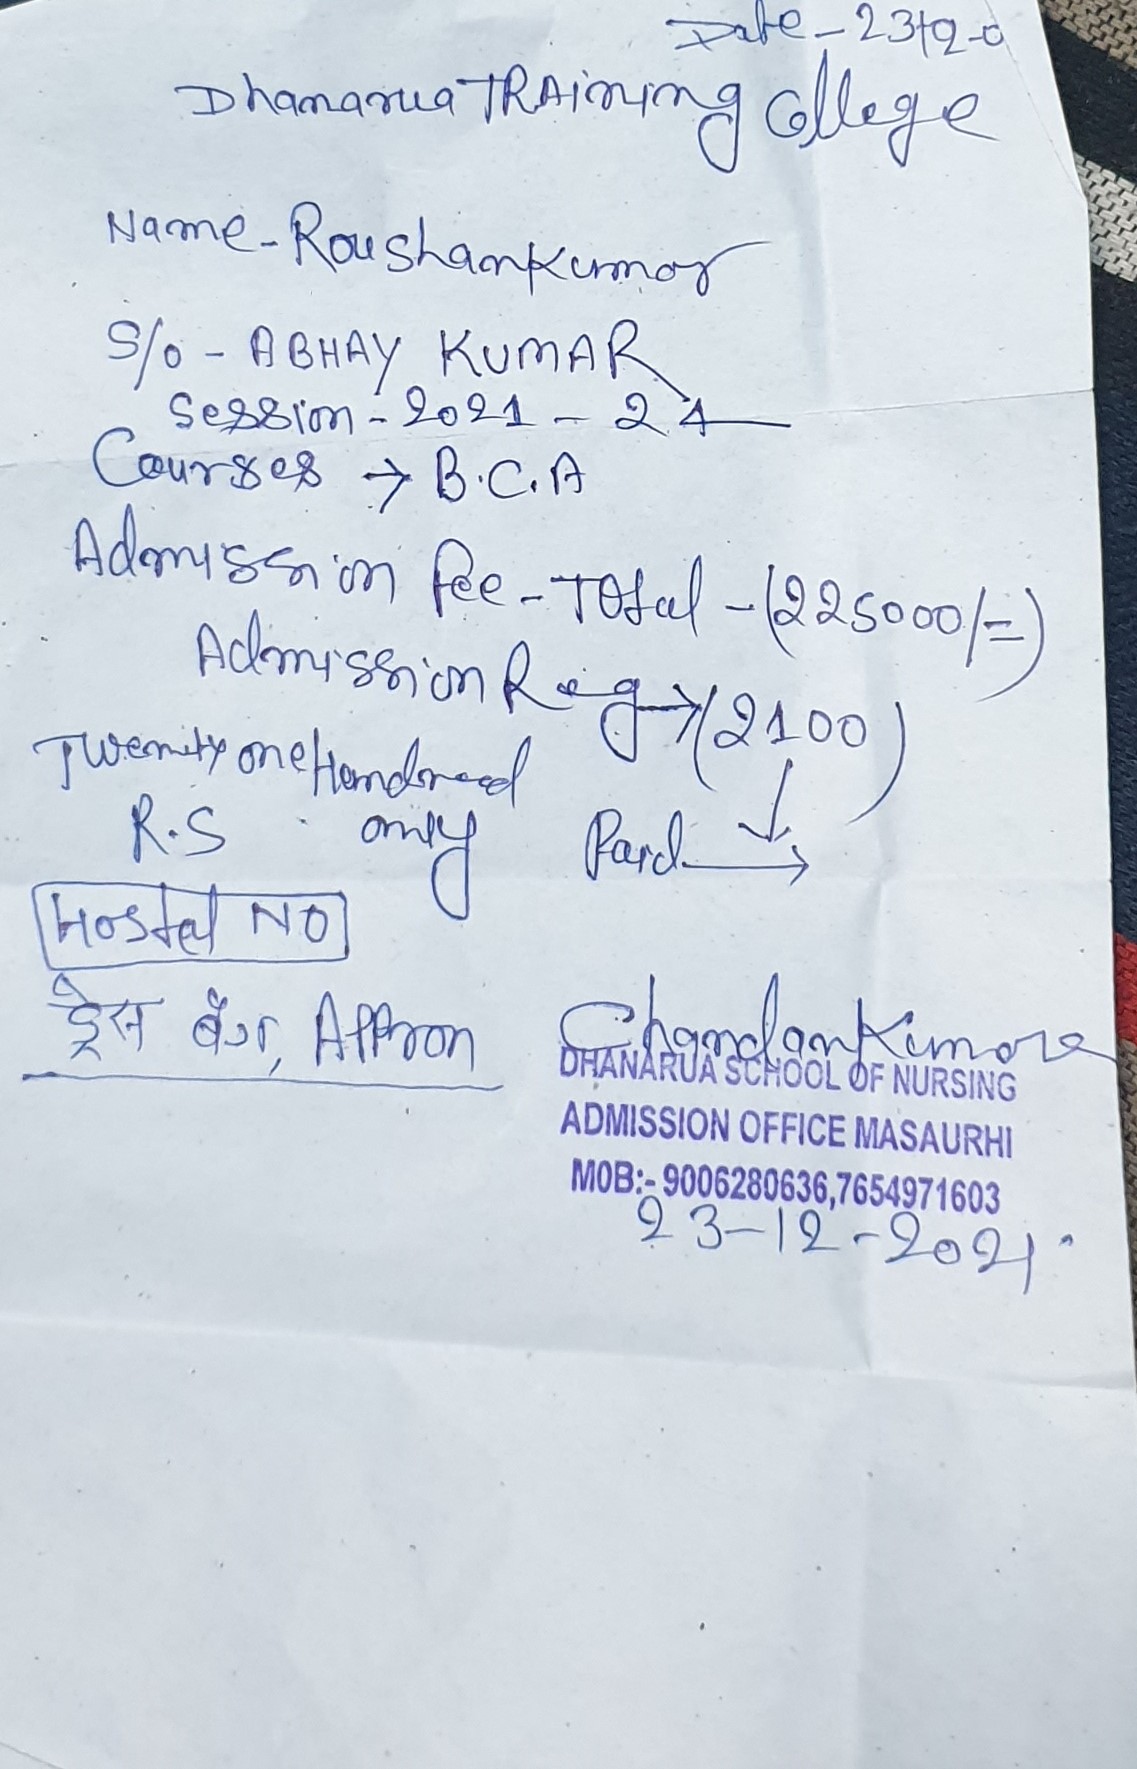 Date - 23/12-0
Dhanarua TRAining College
Name - Roushan Kumar
S/o - ABHAY KUMAR
Session - 2021 - 24
Courses → B.C.A
Admission fee - Total - (225000/=)
Admission Reg → (2100)
Twenty one Hundread
R.S only Paid
Hostel NO
ड्रेस बैग, APPron
Chandan Kumar
DHANARUA SCHOOL OF NURSING
ADMISSION OFFICE MASAURHI
MOB:- 9006280636,7654971603
23-12-2021